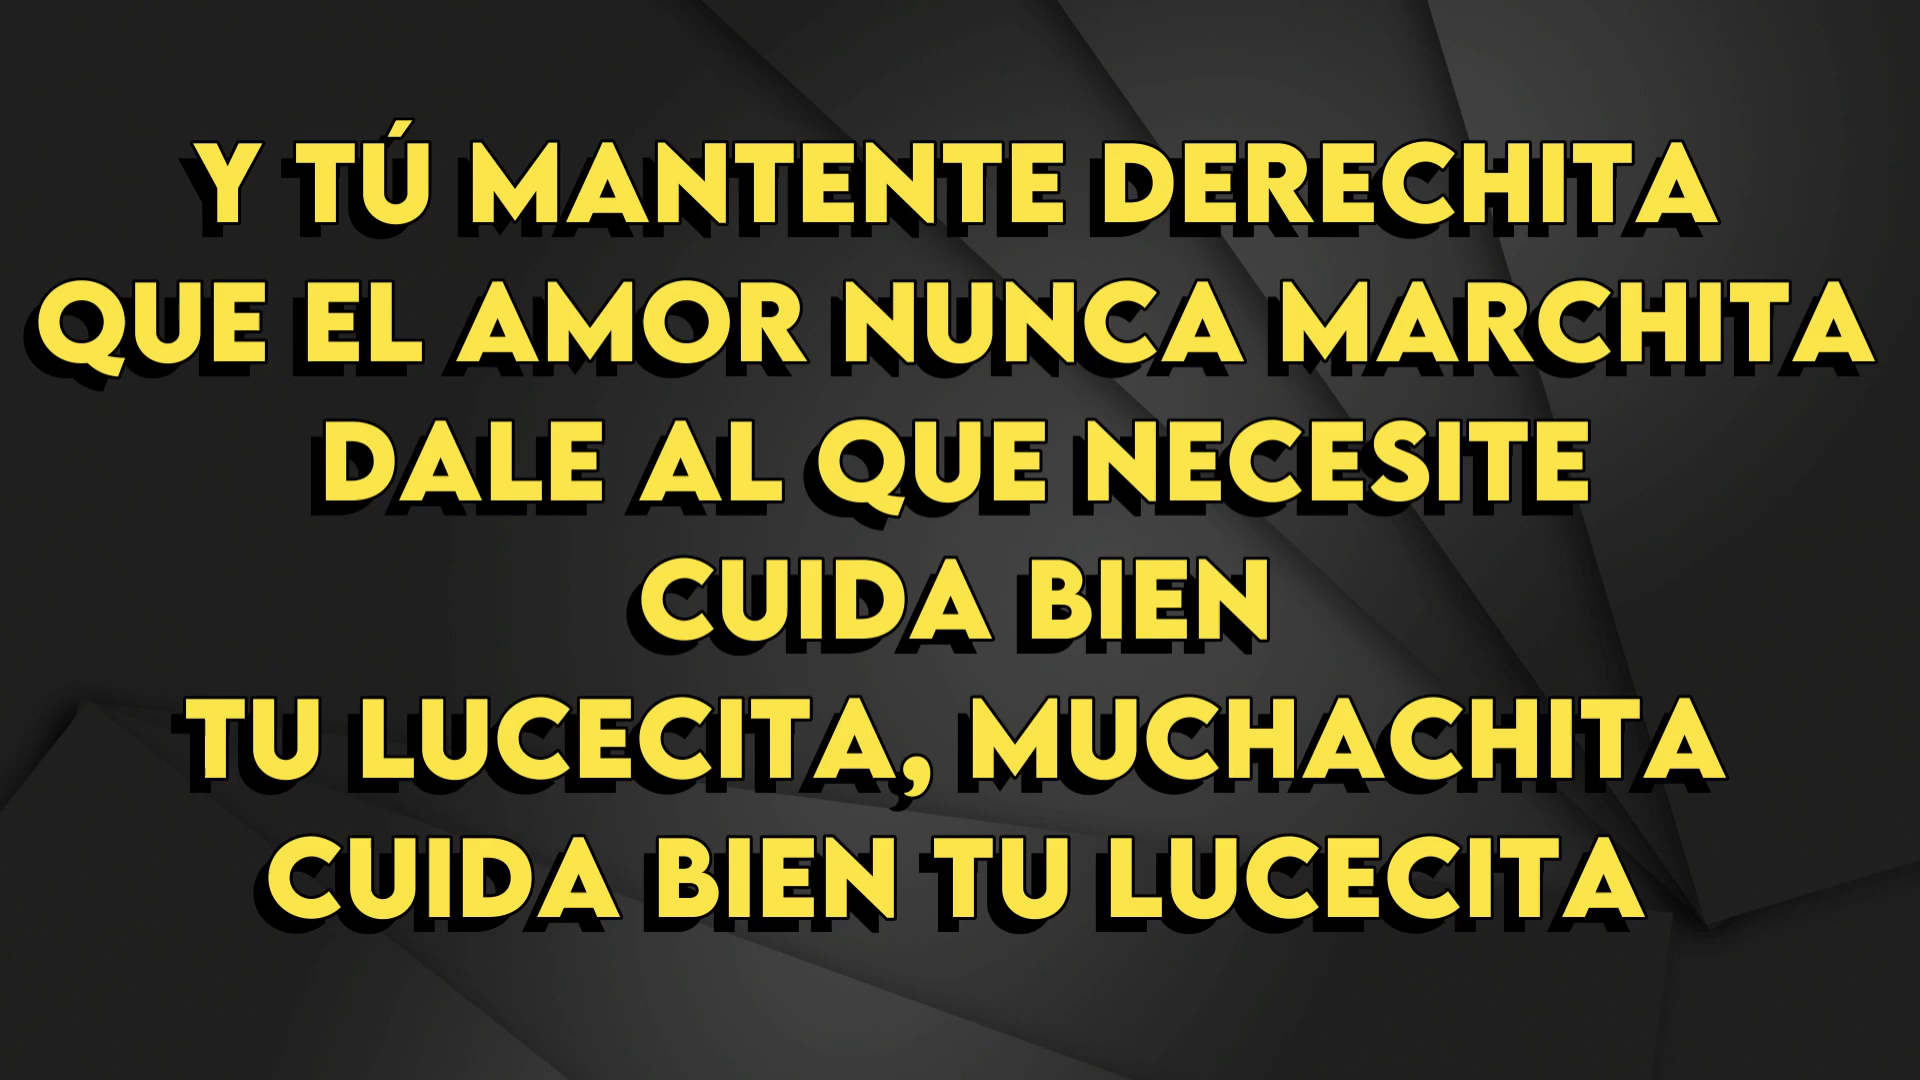 Y TÚ MANTENTE DERECHITA
QUE EL AMOR NUNCA MARCHITA
DALE AL QUE NECESITE
CUIDA BIEN
TU LUCECITA, MUCHACHITA
CUIDA BIEN TU LUCECITA